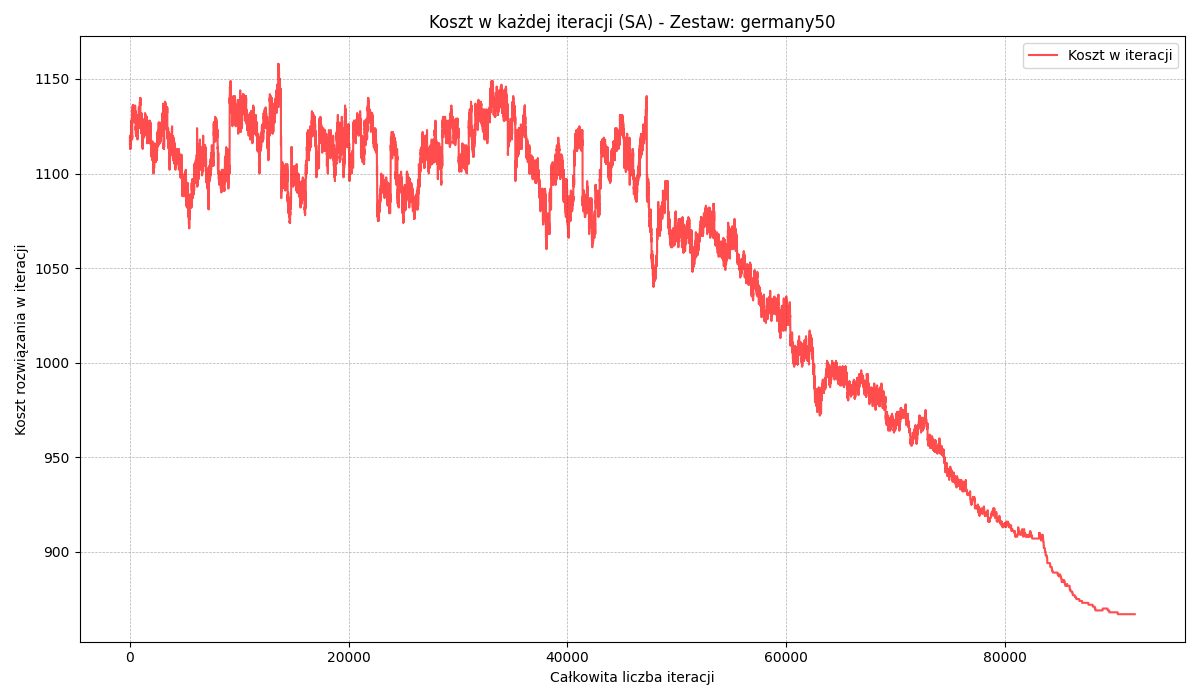 Koszt w każdej iteracji (SA) - Zestaw: germany50
Koszt w iteracji
Koszt rozwiązania w iteracji
1150
1100
1050
1000
950
900
0 20000 40000 60000 80000
Całkowita liczba iteracji